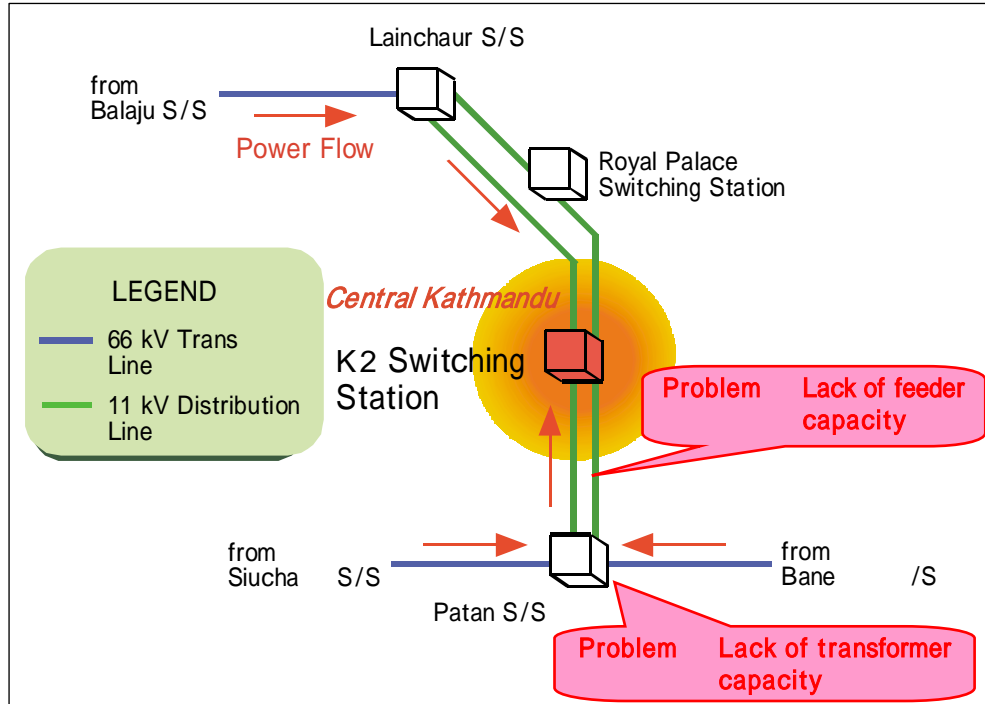 Lainchaur S/S
from
Balaju S/S
Power Flow
Royal Palace
Switching Station
LEGEND
66 kV Trans
Line
11 kV Distribution
Line
Central Kathmandu
K2 Switching
Station
Problem Lack of feeder
capacity
from
Siucha S/S
from
Bane /S
Patan S/S
Problem Lack of transformer
capacity